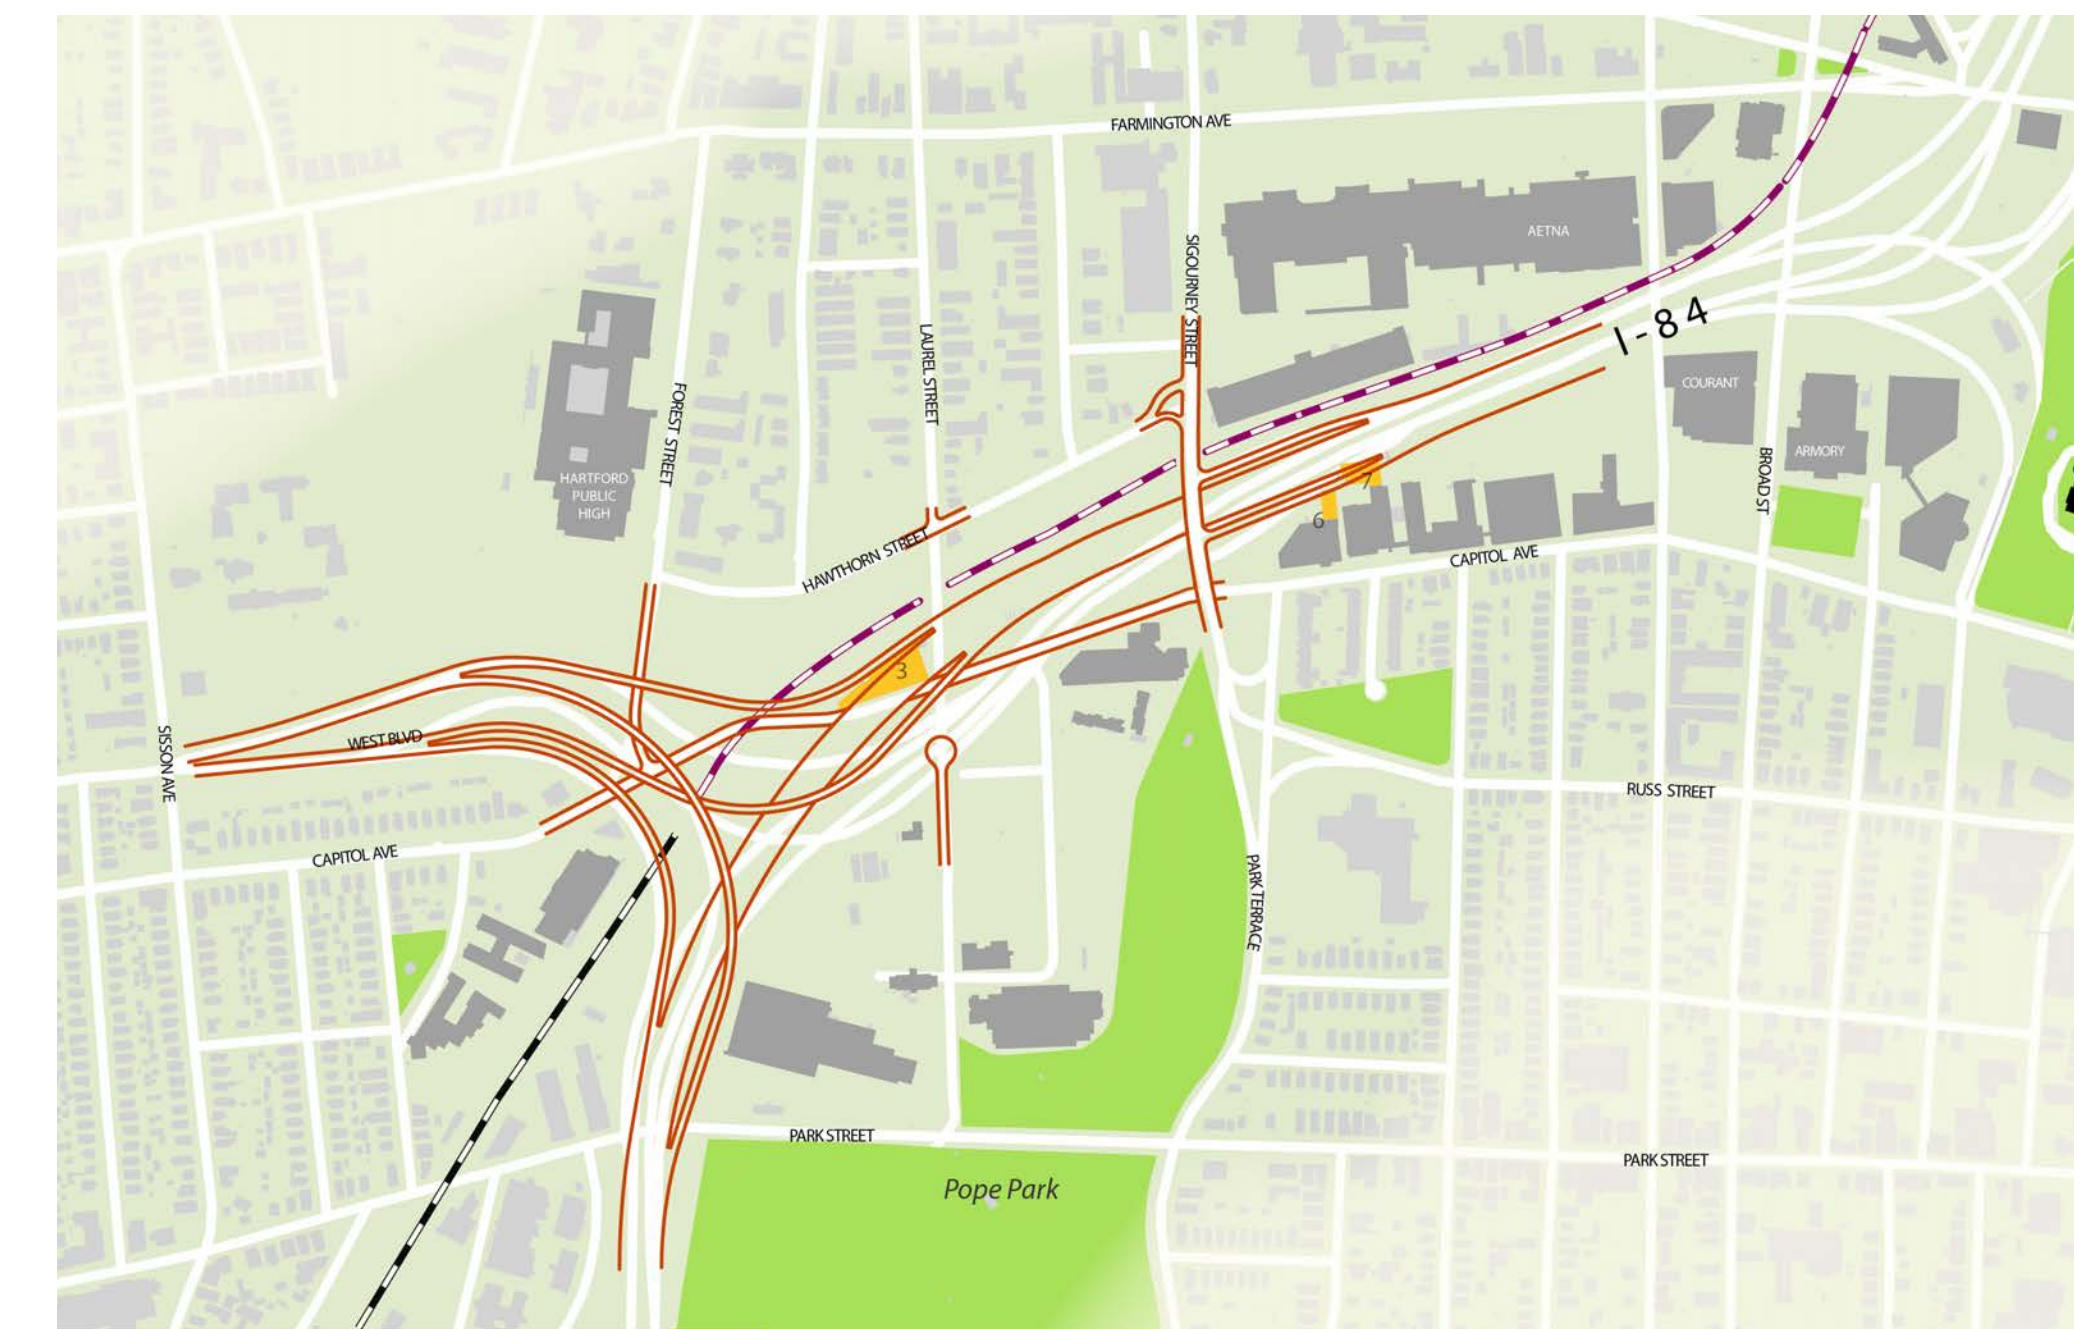 FARMINGTON AVE
AETNA
SIGOURNEY STREET
I-84
LAUREL STREET
FOREST STREET
COURANT
ARMORY
BROAD ST
HARTFORD
PUBLIC
HIGH
7
6
HAWTHORN STREET
CAPITOL AVE
3
SISSON AVE
WEST BLVD
RUSS STREET
CAPITOL AVE
PARK TERRACE
PARK STREET
PARK STREET
Pope Park